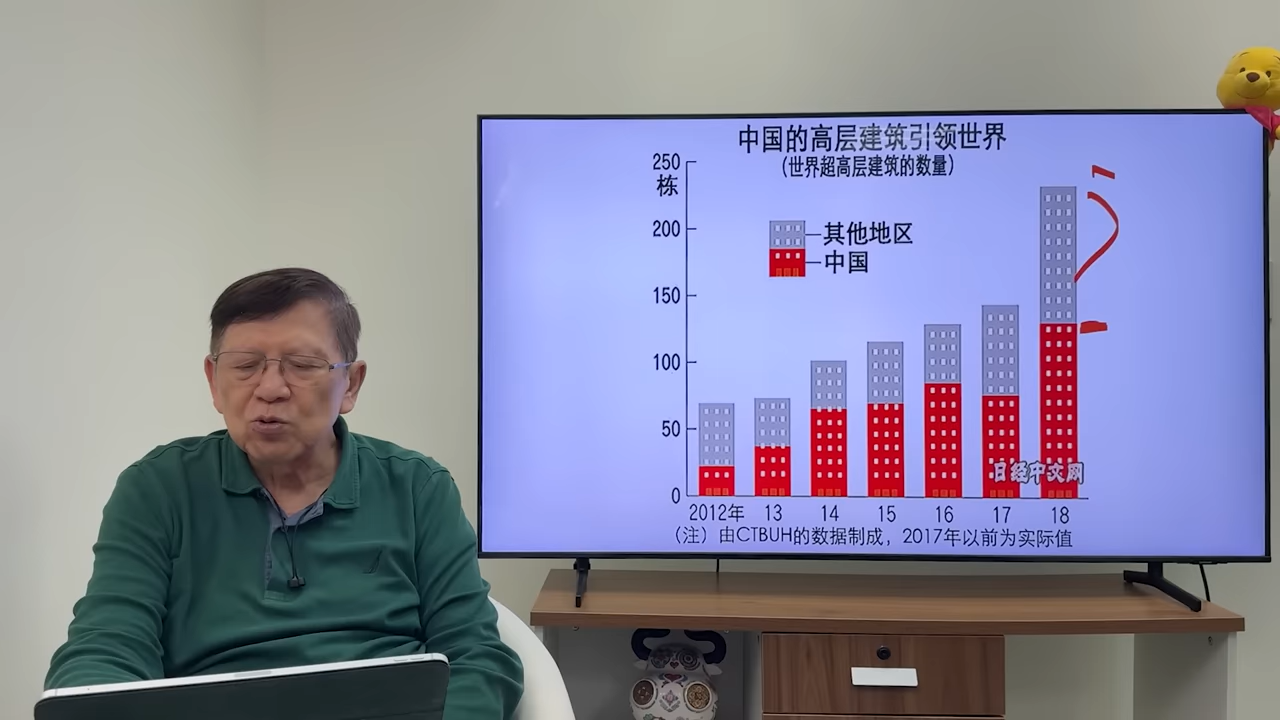 中国的高层建筑引领世界
（世界超高层建筑的数量）
250
栋
200
150
100
50
0
其他地区
中国
日经中文网
2012年 13 14 15 16 17 18
（注）由CTBUH的数据制成，2017年以前为实际值